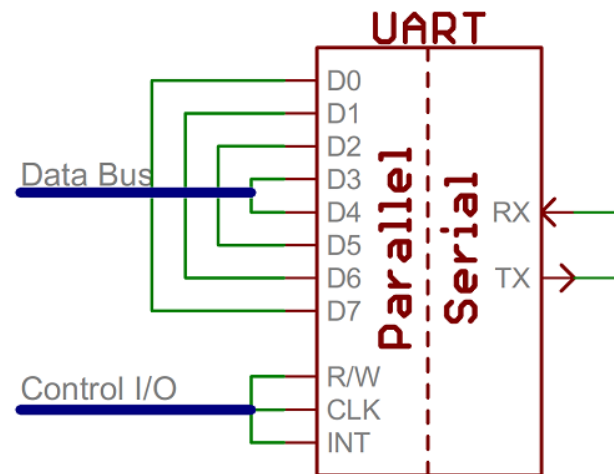 UART
Data Bus
Control I/O
D0
D1
D2
D3
D4
D5
D6
D7
R/W
CLK
INT
Parallel
Serial
RX
TX